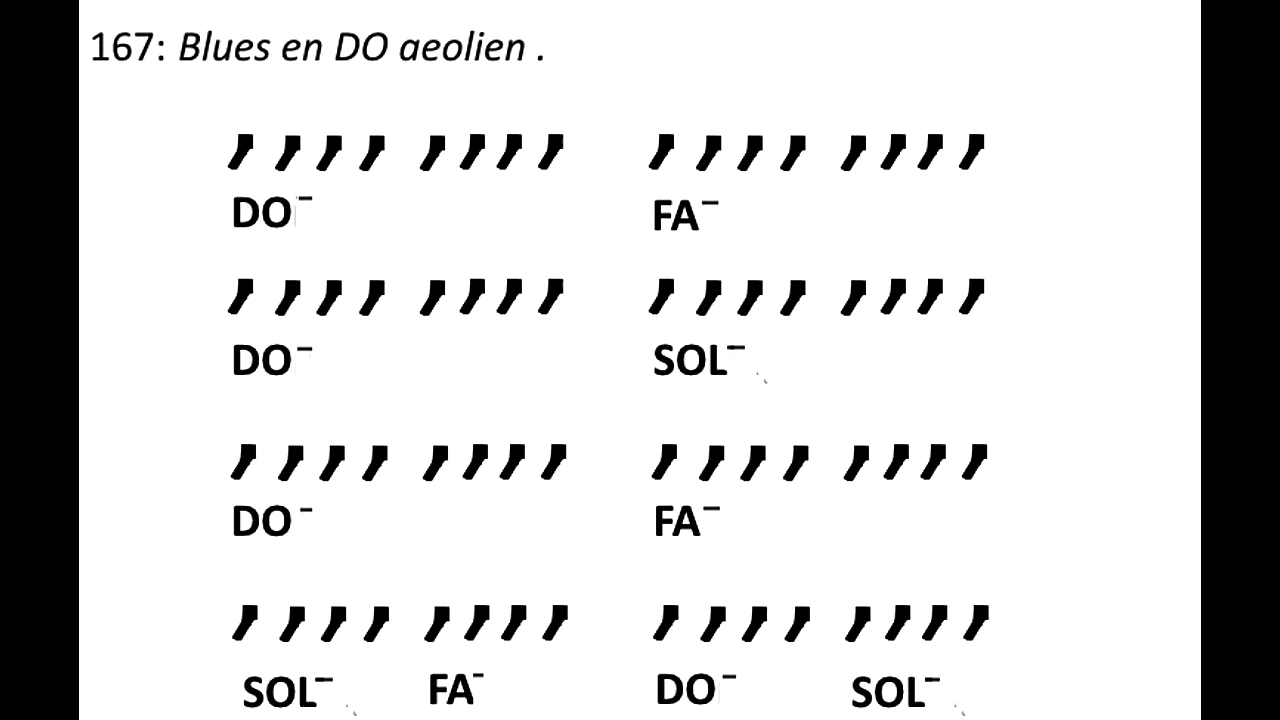 167: Blues en DO aeolien .
, , , , , , , , , , , , , , , ,
DO⁻ FA⁻
, , , , , , , , , , , , , , , ,
DO⁻ SOL⁻
, , , , , , , , , , , , , , , ,
DO⁻ FA⁻
, , , , , , , , , , , , , , , ,
SOL⁻ FA⁻ DO⁻ SOL⁻